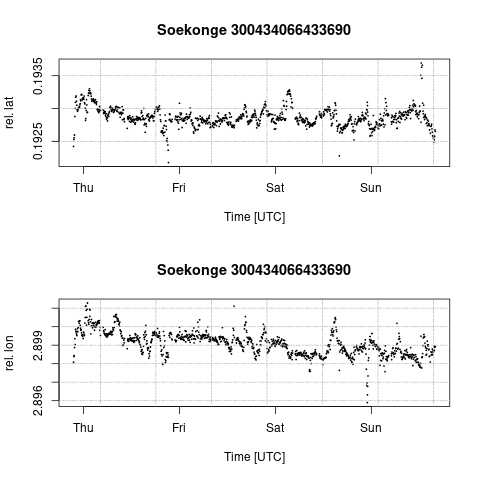 Soekonge 300434066433690
rel. lat
0.1935
0.1925
Thu Fri Sat Sun
Time [UTC]
Soekonge 300434066433690
rel. lon
2.899
2.896
Thu Fri Sat Sun
Time [UTC]